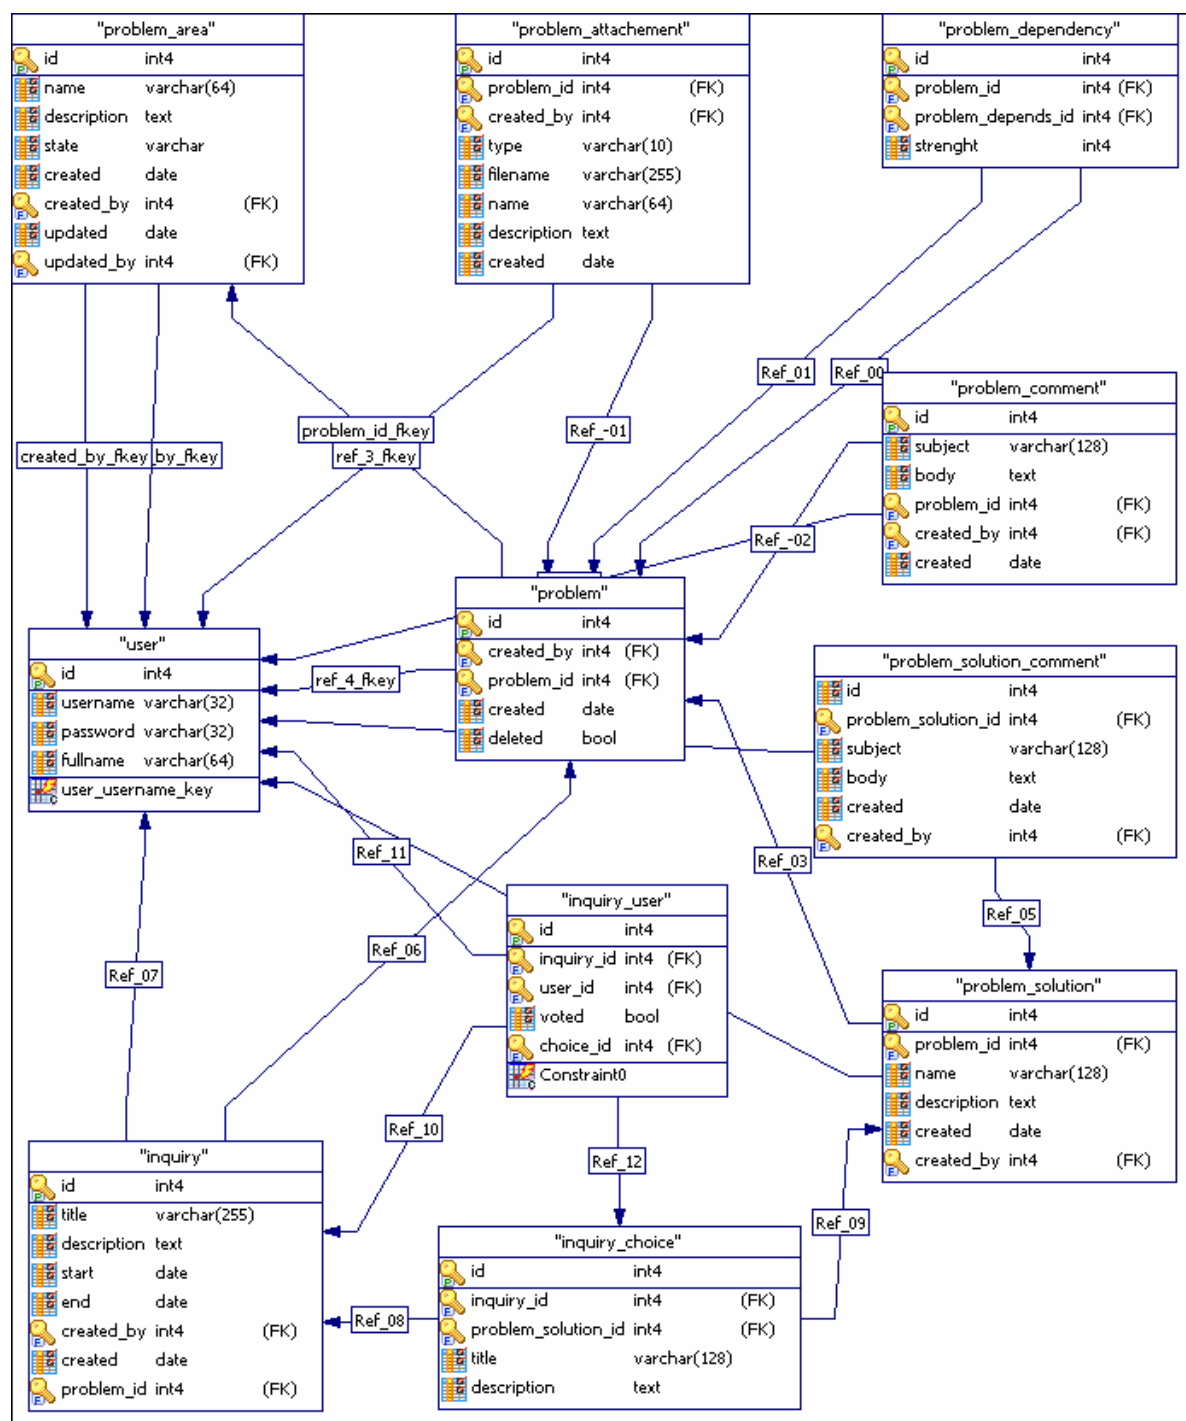 "problem_area"
id int4
name varchar(64)
description text
state varchar
created date
created_by int4 (FK)
updated date
updated_by int4 (FK)
"problem_attachement"
id int4
problem_id int4 (FK)
created_by int4 (FK)
type varchar(10)
filename varchar(255)
name varchar(64)
description text
created date
"problem_dependency"
id int4
problem_id int4 (FK)
problem_depends_id int4 (FK)
strenght int4
Ref_01
Ref_00
problem_id_fkey
ref_3_fkey
Ref_-01
created_by_fkey
_by_fkey
"problem_comment"
id int4
subject varchar(128)
body text
problem_id int4 (FK)
created_by int4 (FK)
created date
Ref_-02
"problem"
id int4
created_by int4 (FK)
problem_id int4 (FK)
created date
deleted bool
"user"
id int4
username varchar(32)
password varchar(32)
fullname varchar(64)
user_username_key
ref_4_fkey
"problem_solution_comment"
id int4
problem_solution_id int4 (FK)
subject varchar(128)
body text
created date
created_by int4 (FK)
Ref_11
Ref_03
Ref_05
Ref_06
Ref_07
"inquiry_user"
id int4
inquiry_id int4 (FK)
user_id int4 (FK)
voted bool
choice_id int4 (FK)
Constraint0
"problem_solution"
id int4
problem_id int4 (FK)
name varchar(128)
description text
created date
created_by int4 (FK)
Ref_10
Ref_12
Ref_09
"inquiry"
id int4
title varchar(255)
description text
start date
end date
created_by int4 (FK)
created date
problem_id int4 (FK)
Ref_08
"inquiry_choice"
id int4
inquiry_id int4 (FK)
problem_solution_id int4 (FK)
title varchar(128)
description text